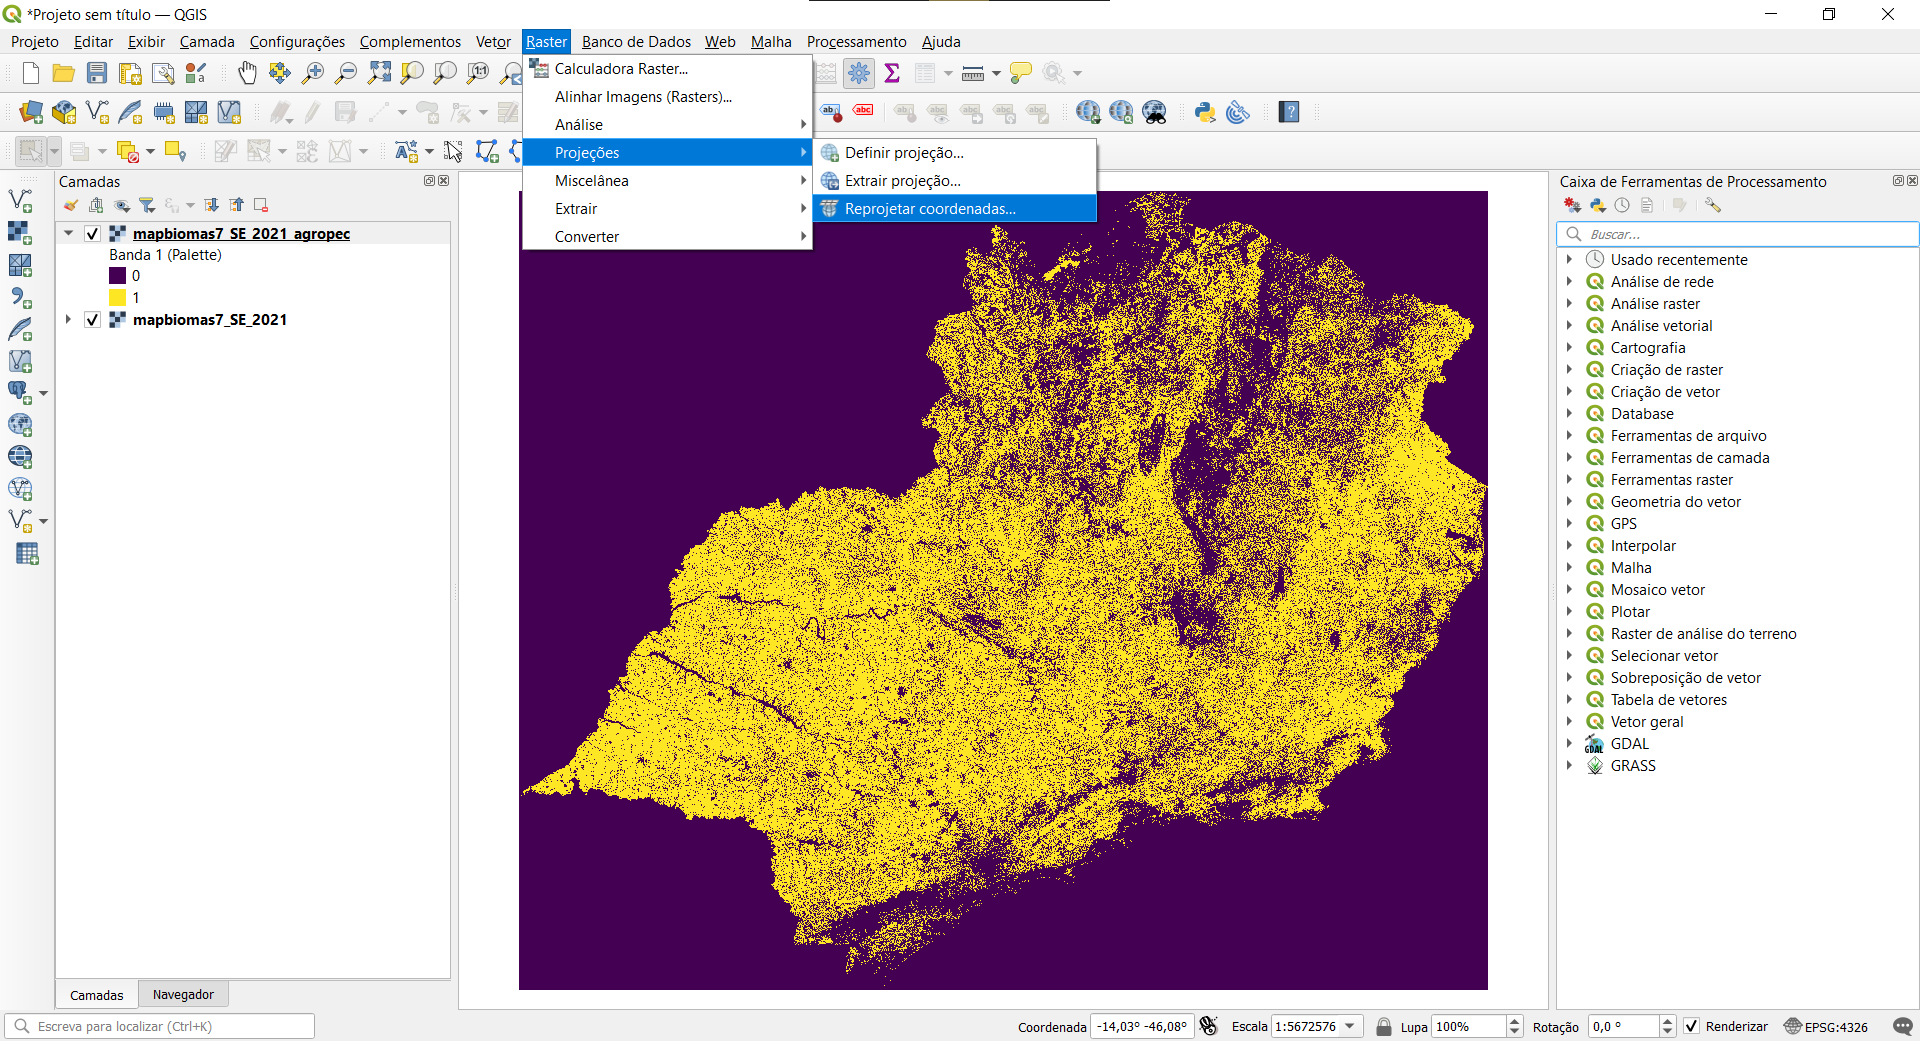 *Projeto sem título — QGIS
Projeto Editar Exibir Camada Configurações Complementos Vetor Raster Banco de Dados Web Malha Processamento Ajuda
Calculadora Raster...
Alinhar Imagens (Rasters)...
Análise
Projeções
Miscelânea
Extrair
Converter
Definir projeção...
Extrair projeção...
Reprojetar coordenadas...
Camadas
mapbiomas7_SE_2021_agropec
Banda 1 (Palette)
0
1
mapbiomas7_SE_2021
Caixa de Ferramentas de Processamento
Buscar...
Usado recentemente
Análise de rede
Análise raster
Análise vetorial
Cartografia
Criação de raster
Criação de vetor
Database
Ferramentas de arquivo
Ferramentas de camada
Ferramentas raster
Geometria do vetor
GPS
Interpolar
Malha
Mosaico vetor
Plotar
Raster de análise do terreno
Selecionar vetor
Sobreposição de vetor
Tabela de vetores
Vetor geral
GDAL
GRASS
Camadas Navegador
Escreva para localizar (Ctrl+K) Coordenada -14,03° -46,08° Escala 1:5672576 Lupa 100% Rotação 0,0 ° Renderizar EPSG:4326